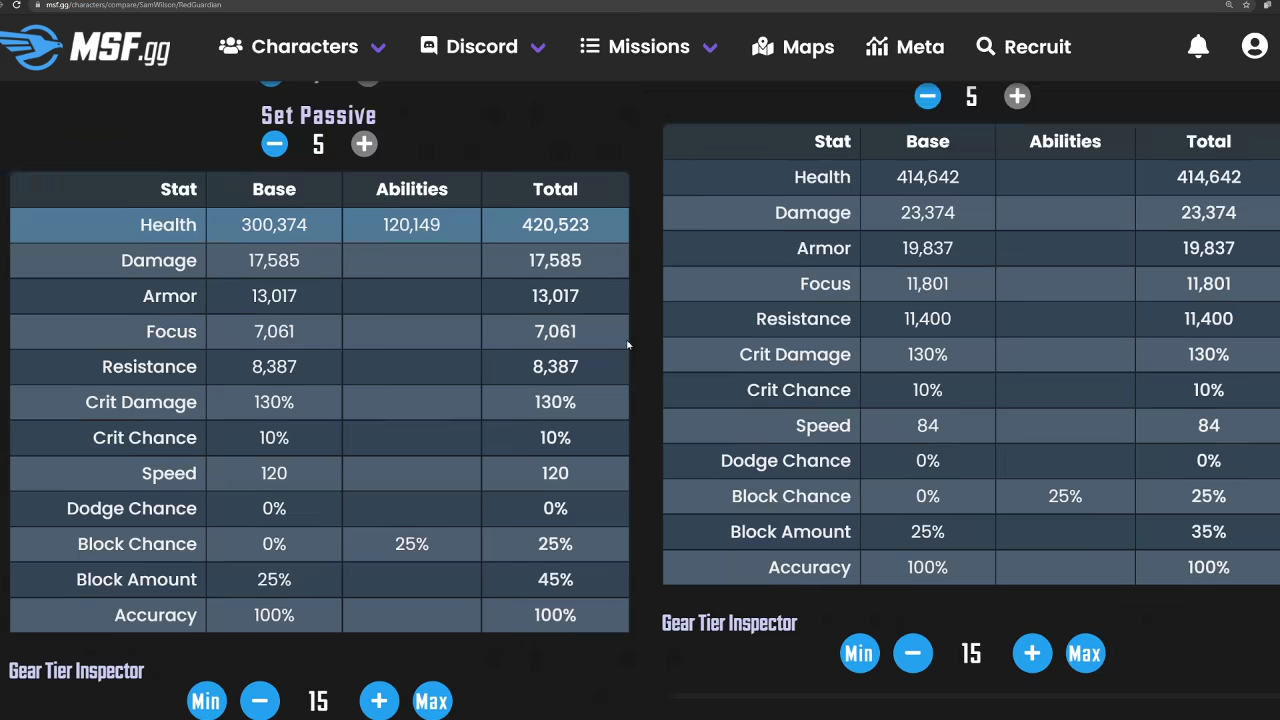 msf.gg/characters/compare/SamWilson/RedGuardian
MSF.gg Characters Discord Missions Maps Meta Recruit
Set Passive
5
Stat Base Abilities Total
Health 300,374 120,149 420,523
Damage 17,585 17,585
Armor 13,017 13,017
Focus 7,061 7,061
Resistance 8,387 8,387
Crit Damage 130% 130%
Crit Chance 10% 10%
Speed 120 120
Dodge Chance 0% 0%
Block Chance 0% 25% 25%
Block Amount 25% 45%
Accuracy 100% 100%
Gear Tier Inspector
Min 15 Max
5
Stat Base Abilities Total
Health 414,642 414,642
Damage 23,374 23,374
Armor 19,837 19,837
Focus 11,801 11,801
Resistance 11,400 11,400
Crit Damage 130% 130%
Crit Chance 10% 10%
Speed 84 84
Dodge Chance 0% 0%
Block Chance 0% 25% 25%
Block Amount 25% 35%
Accuracy 100% 100%
Gear Tier Inspector
Min 15 Max